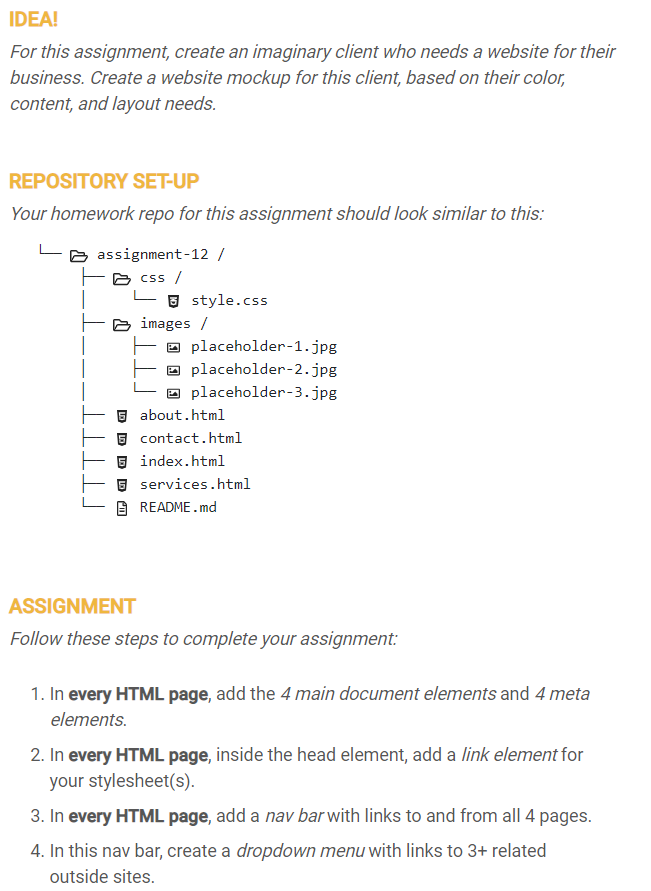 IDEA!
For this assignment, create an imaginary client who needs a website for their
business. Create a website mockup for this client, based on their color,
content, and layout needs.
REPOSITORY SET-UP
Your homework repo for this assignment should look similar to this:
assignment-12 /
css /
style.css
images /
placeholder-1.jpg
placeholder-2.jpg
placeholder-3.jpg
about.html
contact.html
index.html
services.html
README.md
ASSIGNMENT
Follow these steps to complete your assignment:
1. In every HTML page, add the 4 main document elements and 4 meta
elements.
2. In every HTML page, inside the head element, add a link element for
your stylesheet(s).
3. In every HTML page, add a nav bar with links to and from all 4 pages.
4. In this nav bar, create a dropdown menu with links to 3+ related
outside sites.